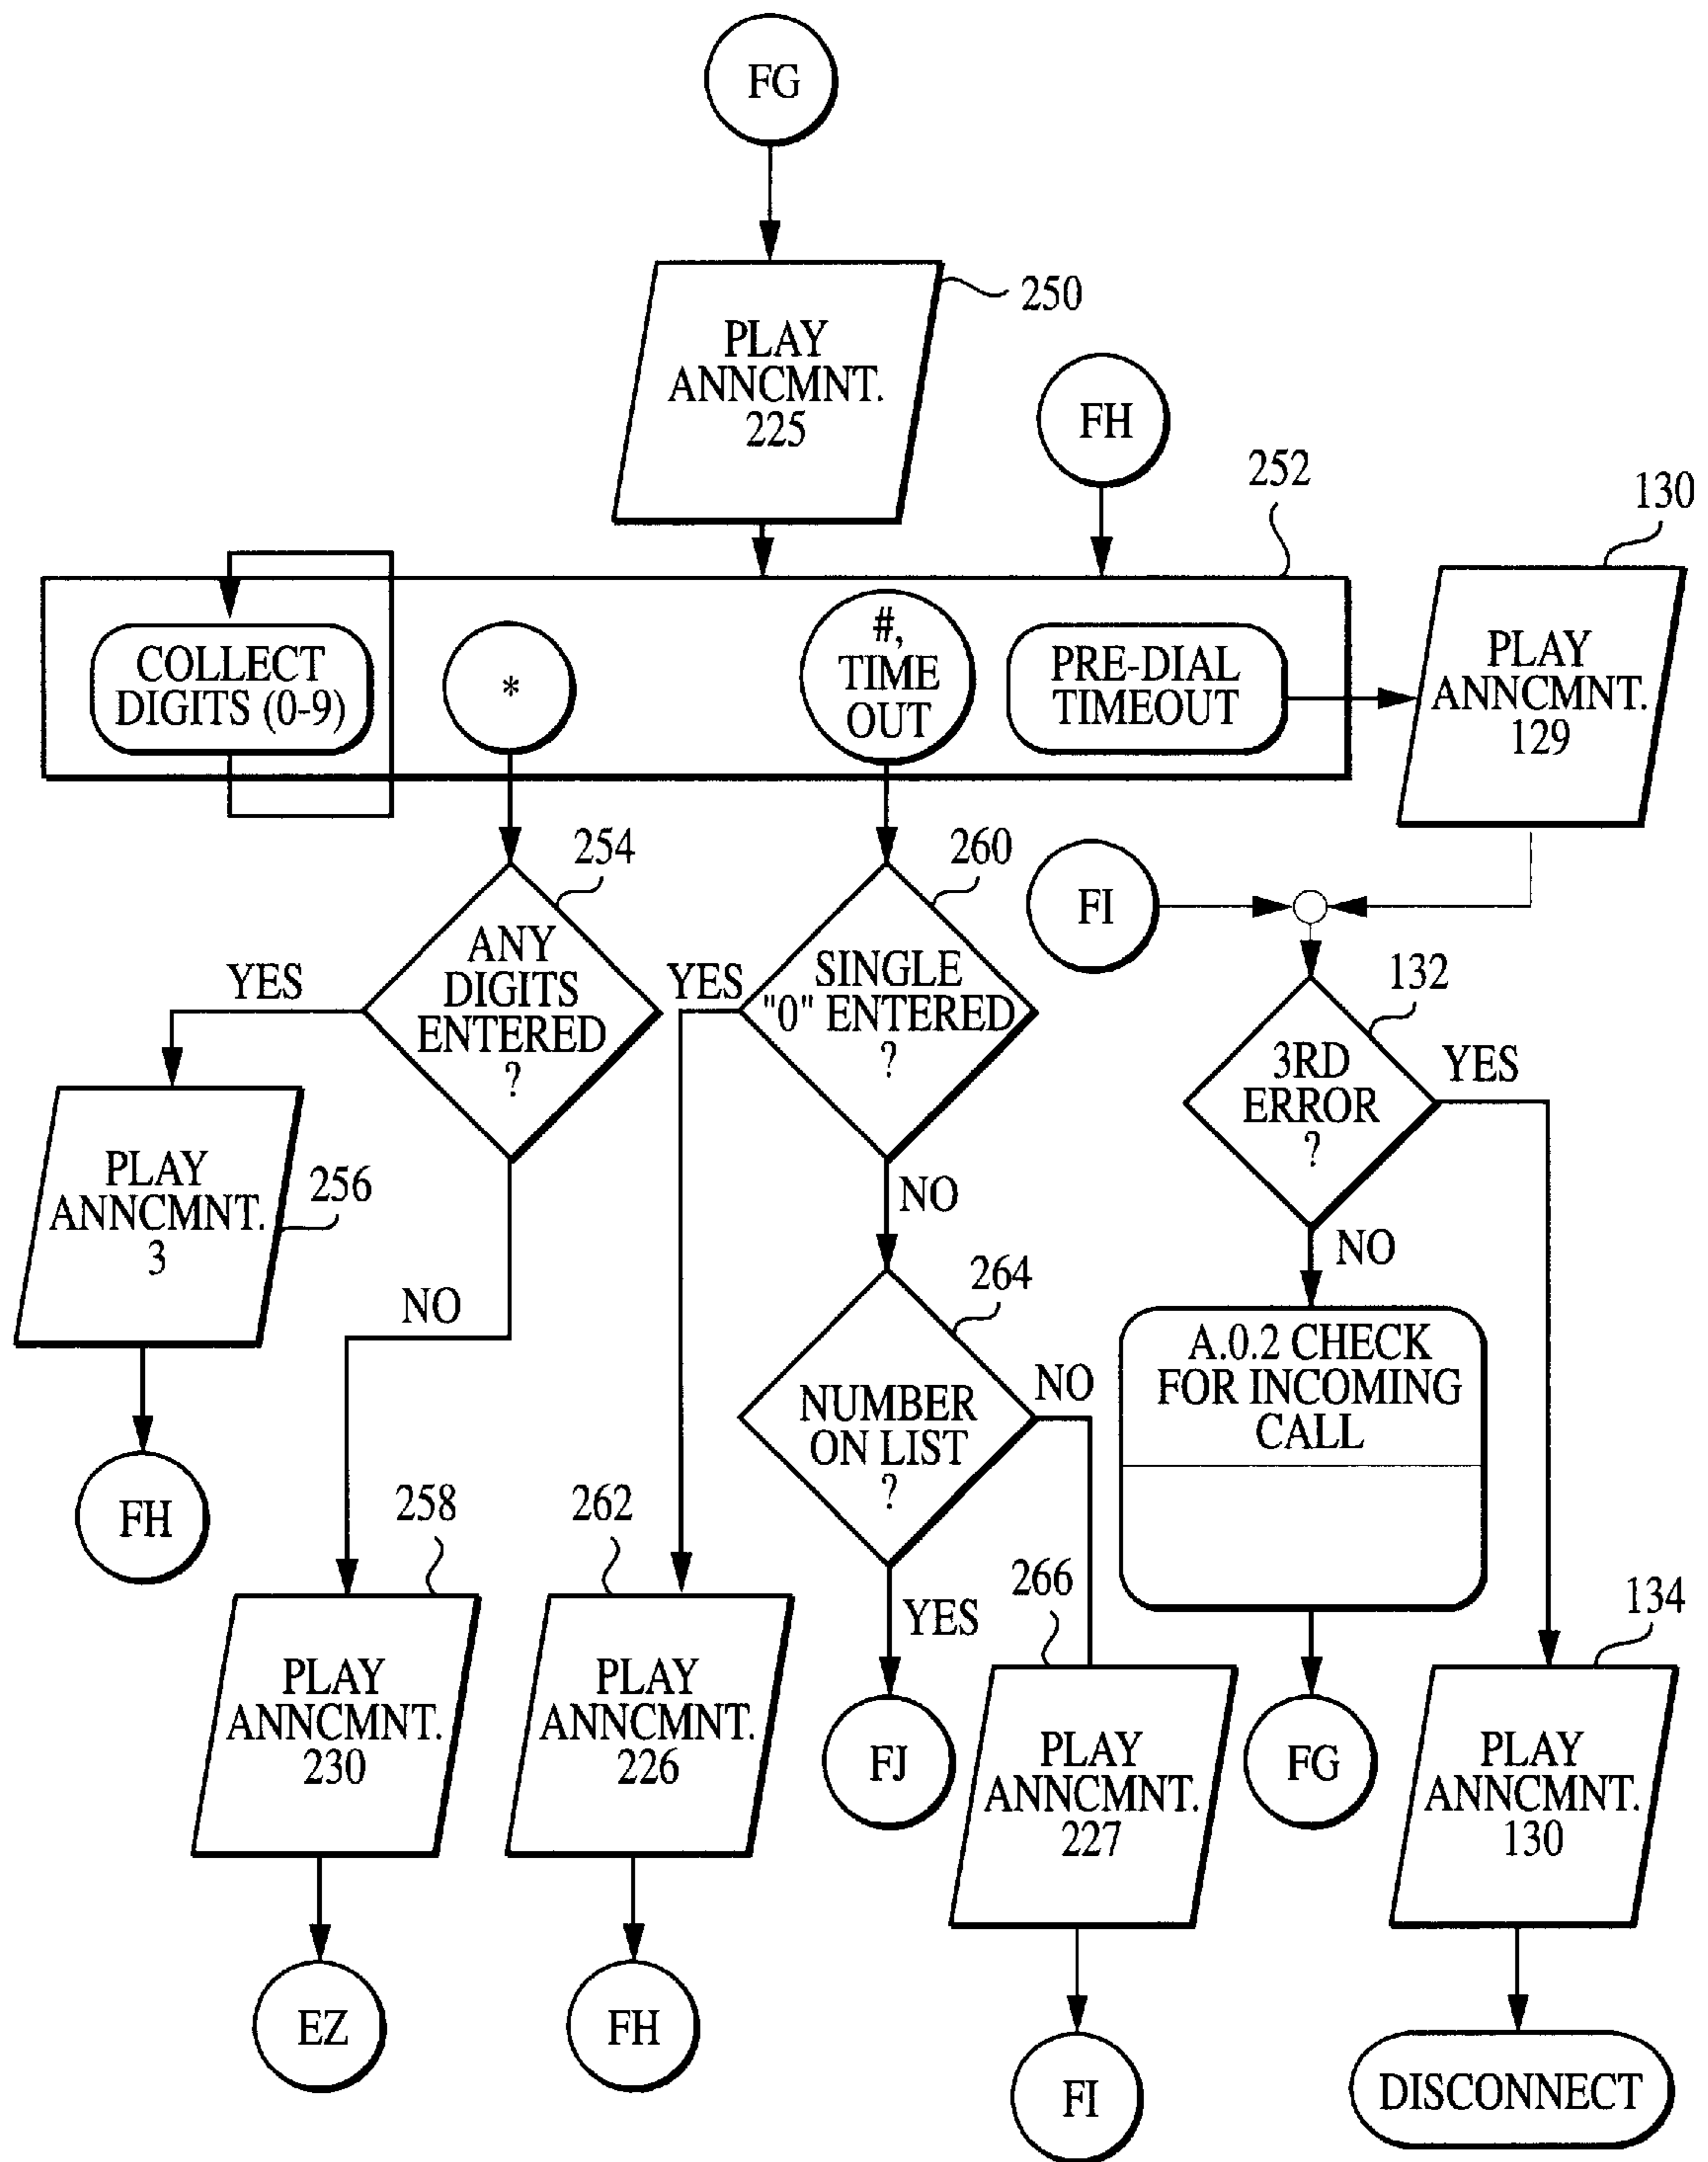 FG
250
PLAY
ANNCMNT.
225
FH
252
130
COLLECT
DIGITS (0-9)
*
#,
TIME
OUT
PRE-DIAL
TIMEOUT
PLAY
ANNCMNT.
129
254
260
FI
ANY
DIGITS
ENTERED
?
YES
SINGLE
"0" ENTERED
?
YES
132
3RD
ERROR
?
YES
PLAY
ANNCMNT.
3
256
NO
NO
NO
264
NUMBER
ON LIST
?
NO
A.0.2 CHECK
FOR INCOMING
CALL
FH
258
262
YES
266
134
PLAY
ANNCMNT.
230
PLAY
ANNCMNT.
226
FJ
PLAY
ANNCMNT.
227
FG
PLAY
ANNCMNT.
130
EZ
FH
FI
DISCONNECT